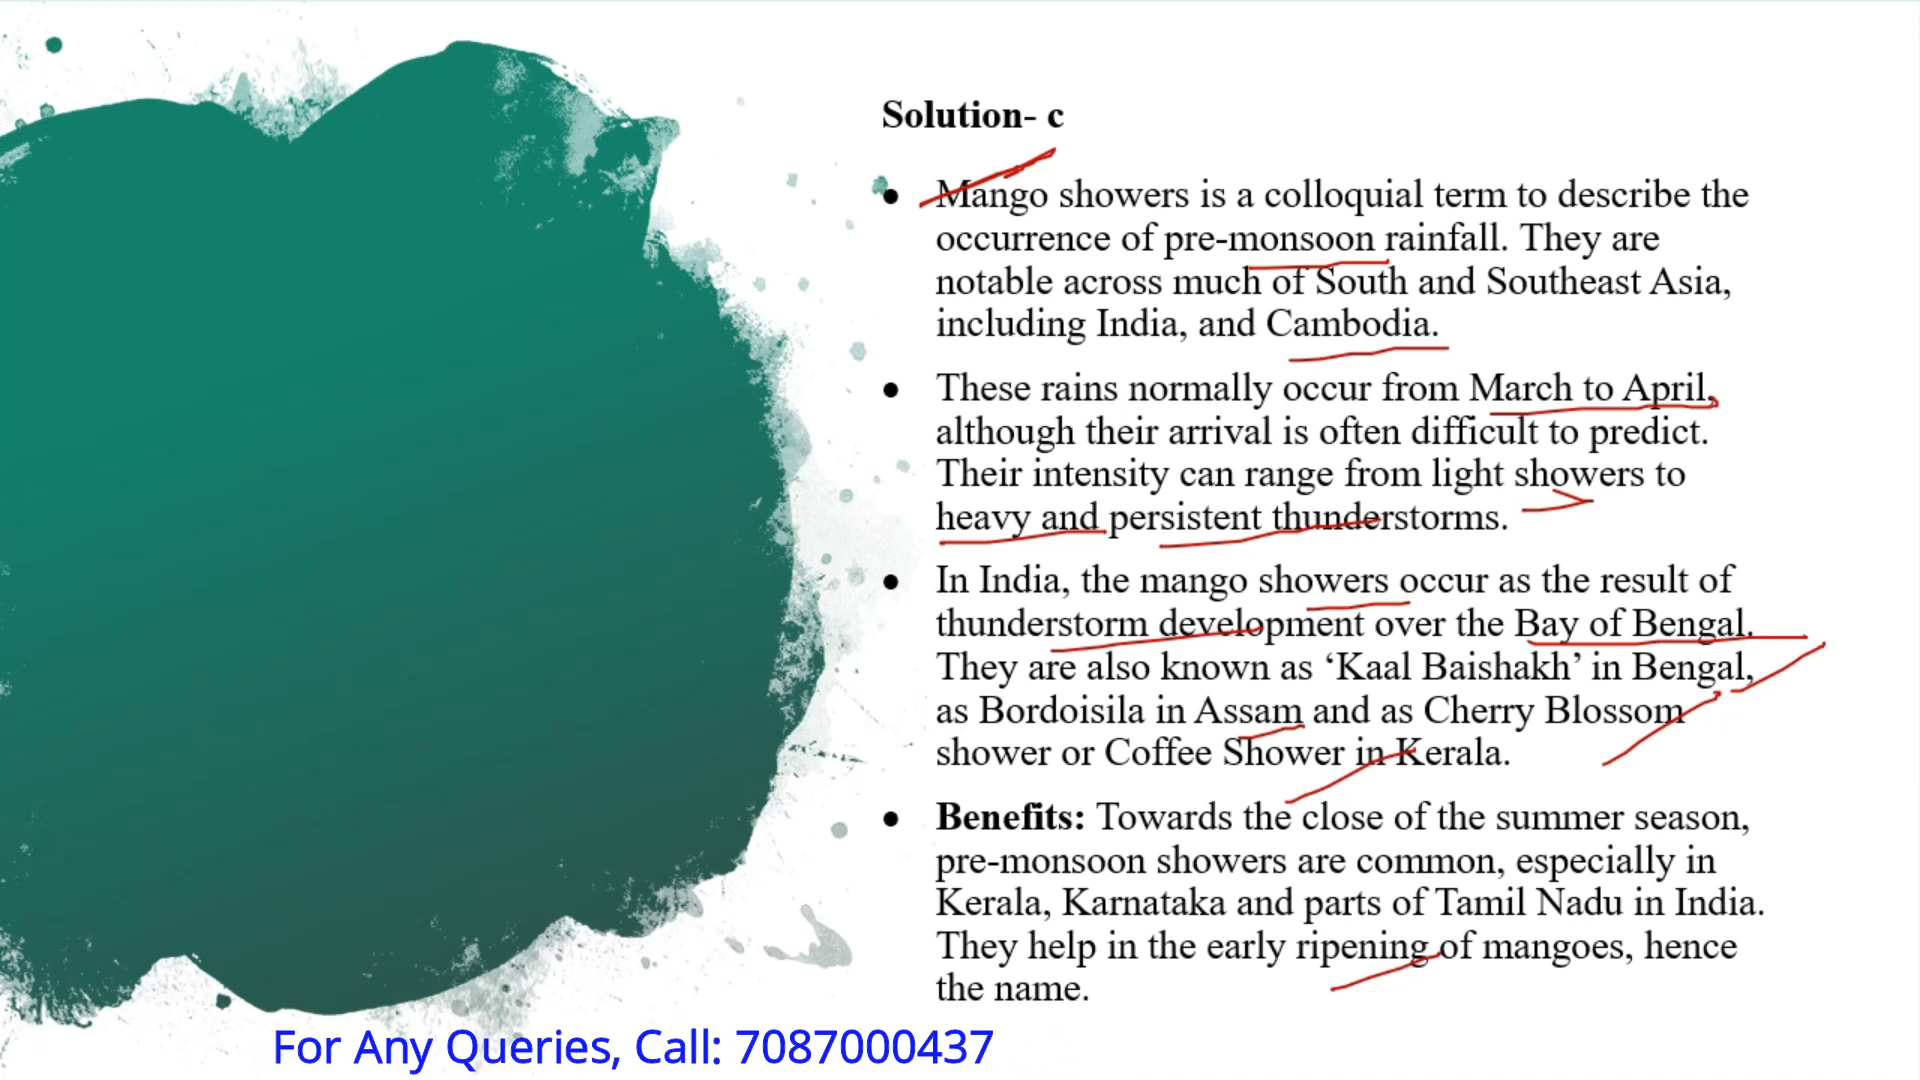 Solution- c
• Mango showers is a colloquial term to describe the
occurrence of pre-monsoon rainfall. They are
notable across much of South and Southeast Asia,
including India, and Cambodia.
• These rains normally occur from March to April,
although their arrival is often difficult to predict.
Their intensity can range from light showers to
heavy and persistent thunderstorms.
• In India, the mango showers occur as the result of
thunderstorm development over the Bay of Bengal.
They are also known as ‘Kaal Baishakh’ in Bengal,
as Bordoisila in Assam and as Cherry Blossom
shower or Coffee Shower in Kerala.
• Benefits: Towards the close of the summer season,
pre-monsoon showers are common, especially in
Kerala, Karnataka and parts of Tamil Nadu in India.
They help in the early ripening of mangoes, hence
the name.
For Any Queries, Call: 7087000437